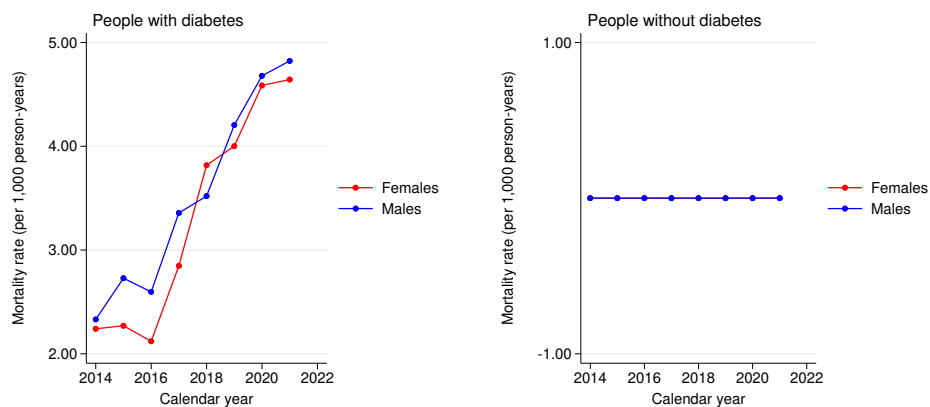 People with diabetes
Mortality rate (per 1,000 person-years)
5.00
4.00
3.00
2.00
2014 2016 2018 2020 2022
Calendar year
Females
Males
People without diabetes
Mortality rate (per 1,000 person-years)
1.00
-1.00
2014 2016 2018 2020 2022
Calendar year
Females
Males